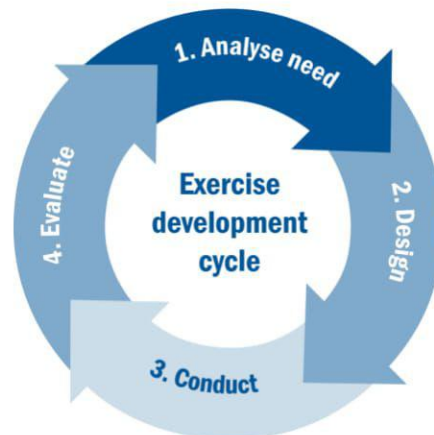 1. Analyse need
2. Design
3. Conduct
4. Evaluate
Exercise
development
cycle